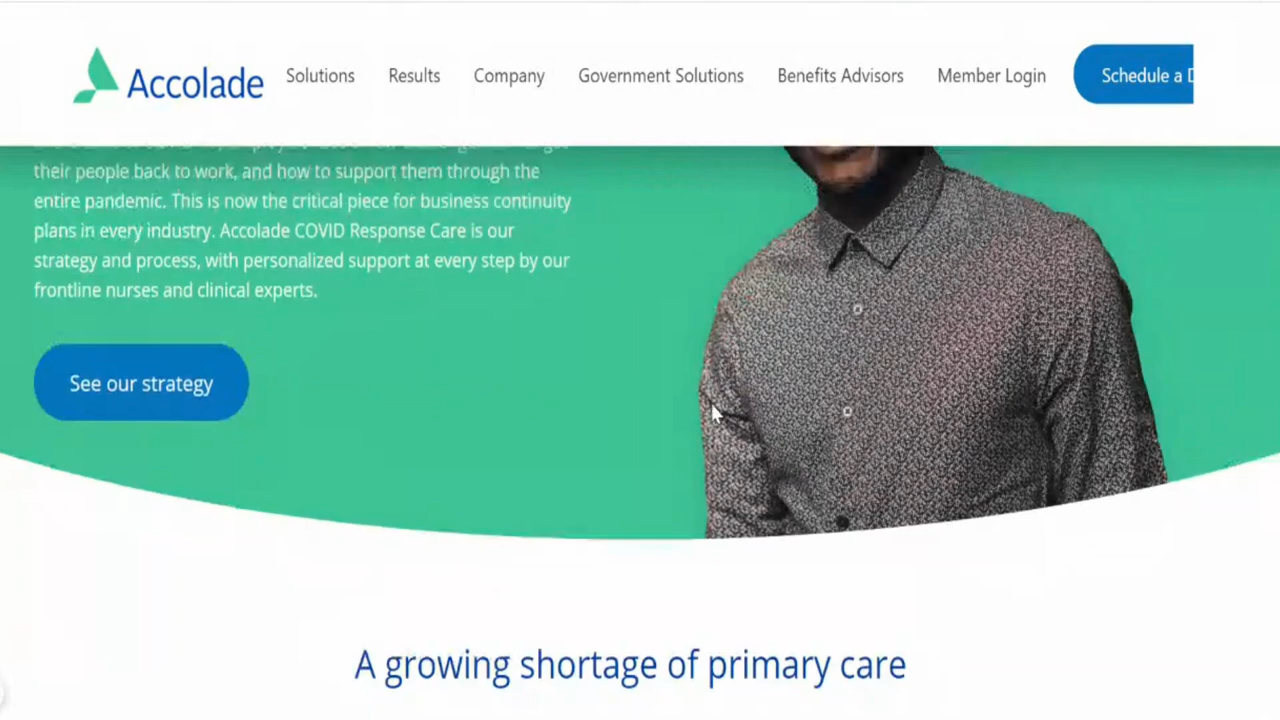 Accolade
Solutions
Results
Company
Government Solutions
Benefits Advisors
Member Login
Schedule a
their people back to work, and how to support them through the
entire pandemic. This is now the critical piece for business continuity
plans in every industry. Accolade COVID Response Care is our
strategy and process, with personalized support at every step by our
frontline nurses and clinical experts.
See our strategy
A growing shortage of primary care